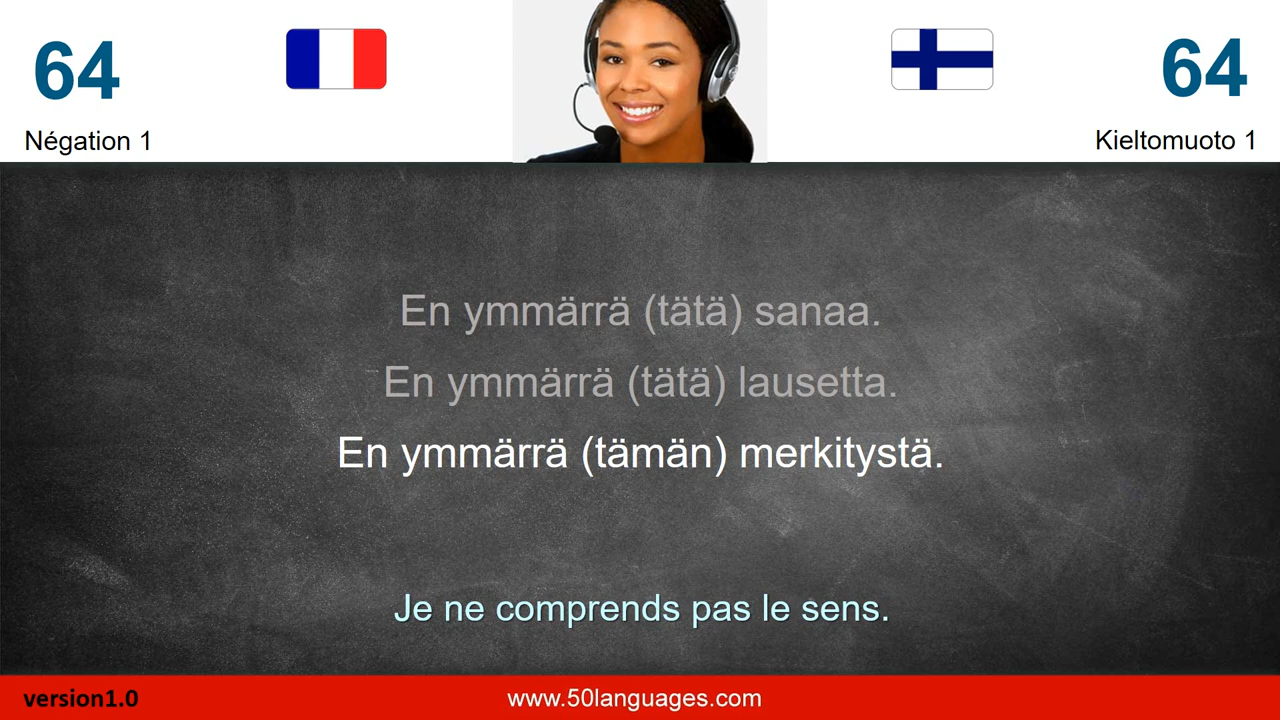 64
64
Négation 1
Kieltomuoto 1
En ymmärrä (tätä) sanaa.
En ymmärrä (tätä) lausetta.
En ymmärrä (tämän) merkitystä.
Je ne comprends pas le sens.
version1.0
www.50languages.com